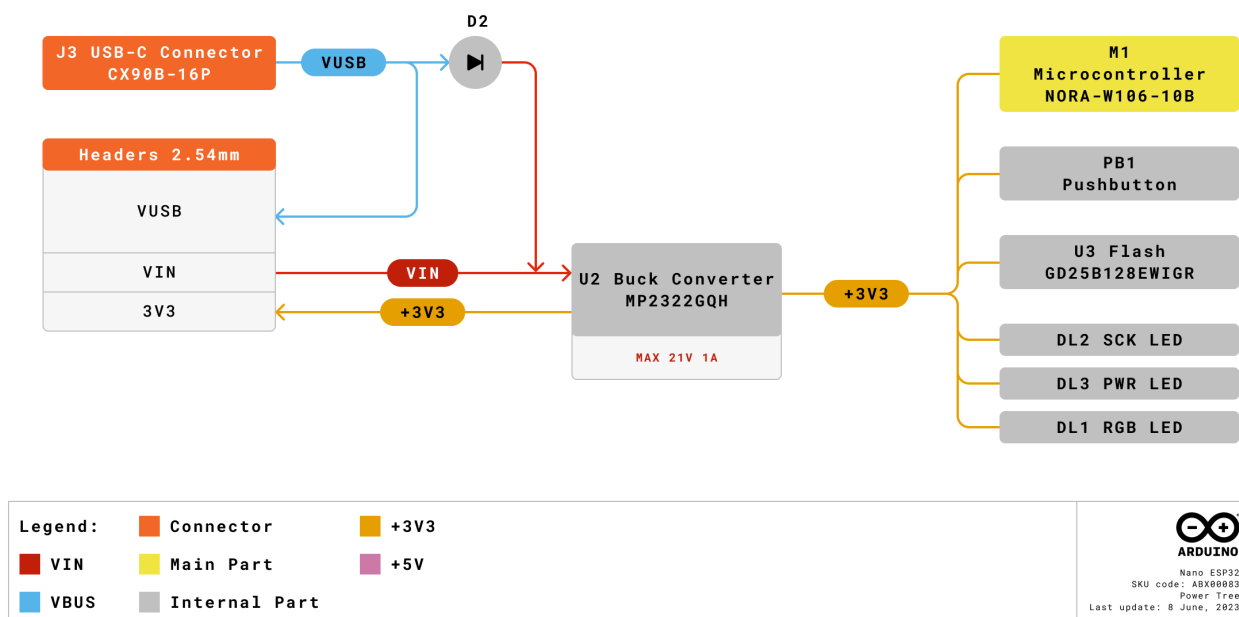 D2
J3 USB-C Connector
CX90B-16P
VUSB
Headers 2.54mm
VUSB
VIN
VIN
3V3
+3V3
U2 Buck Converter
MP2322GQH
MAX 21V 1A
+3V3
M1
Microcontroller
NORA-W106-10B
PB1
Pushbutton
U3 Flash
GD25B128EWIGR
DL2 SCK LED
DL3 PWR LED
DL1 RGB LED
Legend:
Connector
+3V3
VIN
Main Part
+5V
VBUS
Internal Part
ARDUINO
Nano ESP32
SKU code: ABX00083
Power Tree
Last update: 8 June, 2023